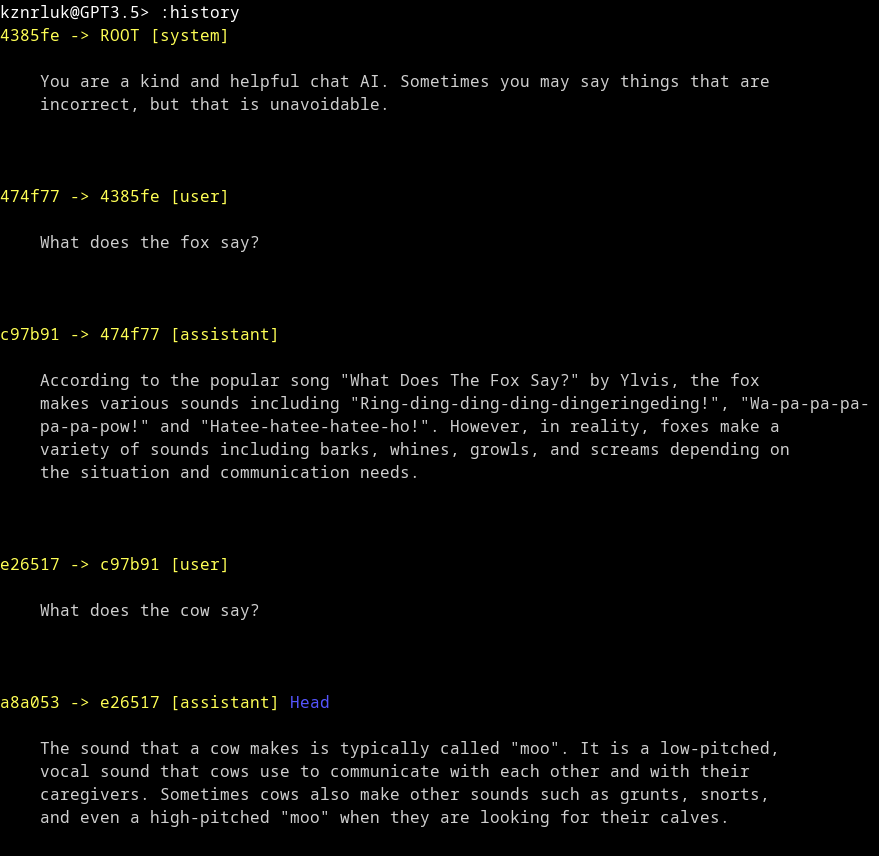 kznrluk@GPT3.5> :history
4385fe -> ROOT [system]
You are a kind and helpful chat AI. Sometimes you may say things that are
incorrect, but that is unavoidable.
474f77 -> 4385fe [user]
What does the fox say?
c97b91 -> 474f77 [assistant]
According to the popular song "What Does The Fox Say?" by Ylvis, the fox
makes various sounds including "Ring-ding-ding-ding-dingeringeding!", "Wa-pa-pa-pa-
pa-pa-pow!" and "Hatee-hatee-hatee-ho!". However, in reality, foxes make a
variety of sounds including barks, whines, growls, and screams depending on
the situation and communication needs.
e26517 -> c97b91 [user]
What does the cow say?
a8a053 -> e26517 [assistant] Head
The sound that a cow makes is typically called "moo". It is a low-pitched,
vocal sound that cows use to communicate with each other and with their
caregivers. Sometimes cows also make other sounds such as grunts, snorts,
and even a high-pitched "moo" when they are looking for their calves.